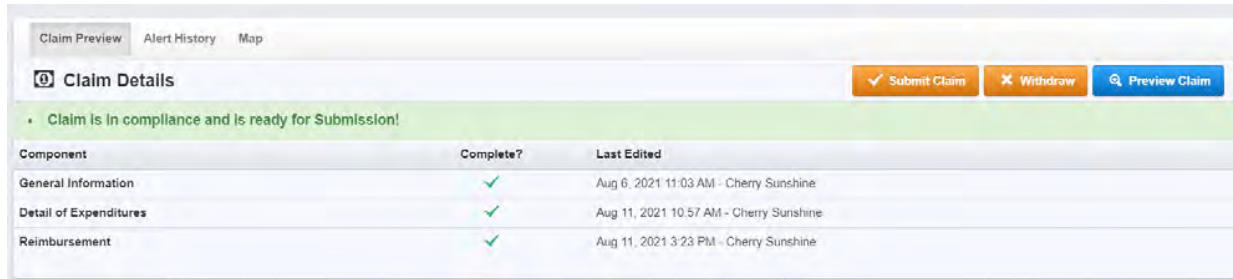 Claim Preview Alert History Map
Claim Details Submit Claim Withdraw Preview Claim
Claim is in compliance and is ready for Submission!
Component Complete? Last Edited
General Information Aug 6, 2021 11:03 AM - Cherry Sunshine
Detail of Expenditures Aug 11, 2021 10:57 AM - Cherry Sunshine
Reimbursement Aug 11, 2021 3:23 PM - Cherry Sunshine